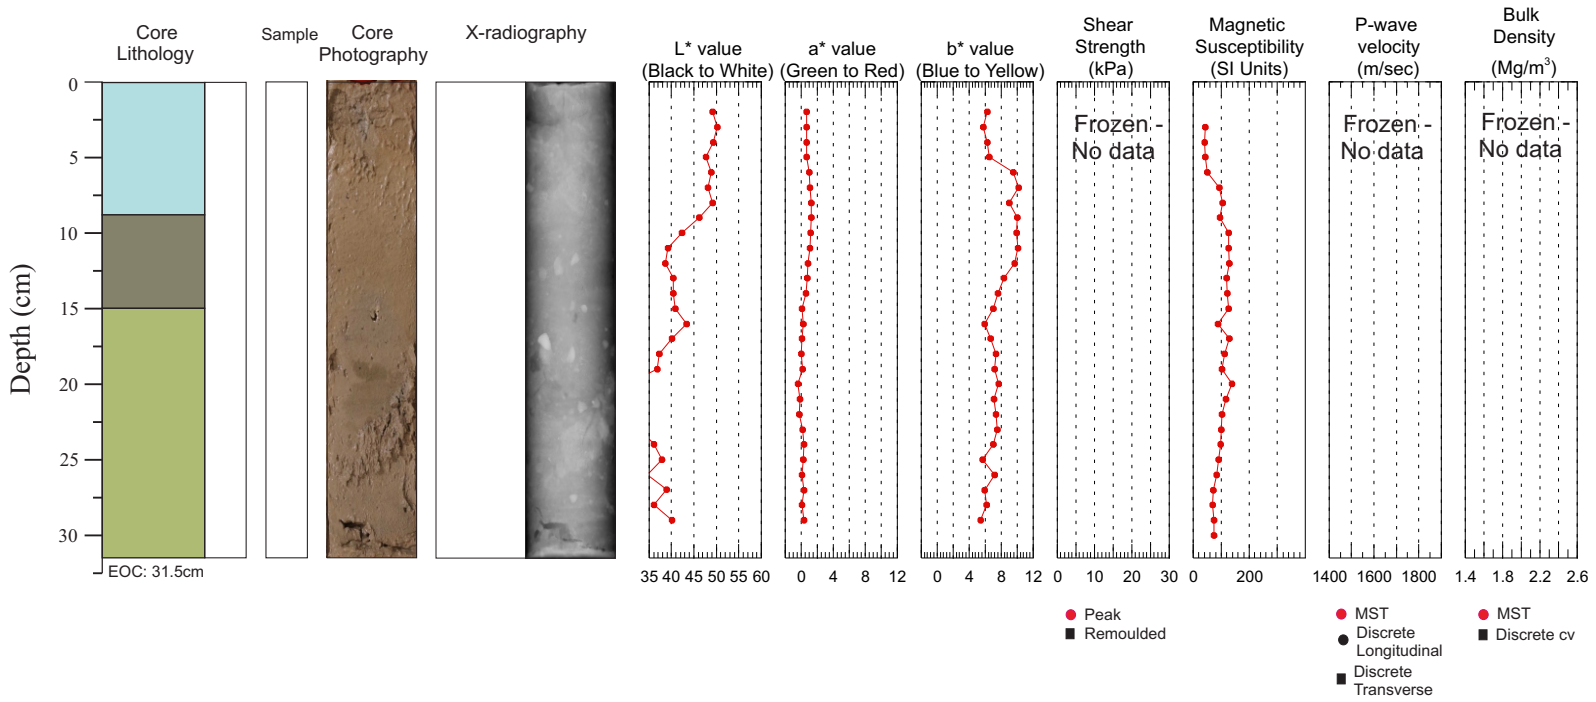 Core
Lithology
Sample
Core
Photography
X-radiography
L* value
(Black to White)
a* value
(Green to Red)
b* value
(Blue to Yellow)
Shear
Strength
(kPa)
Magnetic
Susceptibility
(SI Units)
P-wave
velocity
(m/sec)
Bulk
Density
(Mg/m³)
Depth (cm)
0
5
10
15
20
25
30
EOC: 31.5cm
Frozen -
No data
Frozen -
No data
Frozen -
No data
35 40 45 50 55 60
0 4 8 12
0 4 8 12
0 10 20 30
0 200
1400 1600 1800
1.4 1.8 2.2 2.6
Peak
Remoulded
MST
Discrete
Longitudinal
Discrete
Transverse
MST
Discrete cv